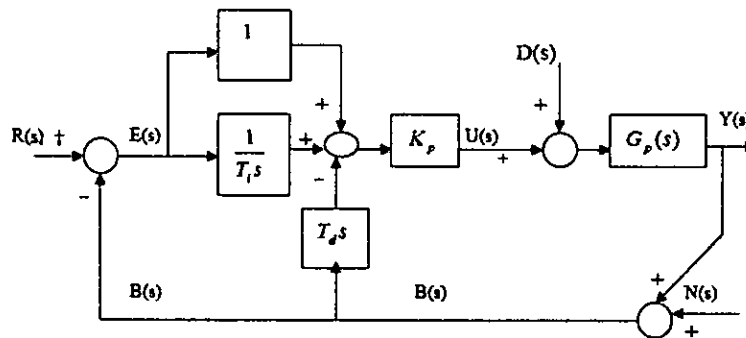 1
D(s)
+
+
R(s) +
E(s)
1
T_i s
+
K_p
U(s)
+
G_p(s)
Y(s)
-
-
T_d s
B(s)
B(s)
+
N(s)
+